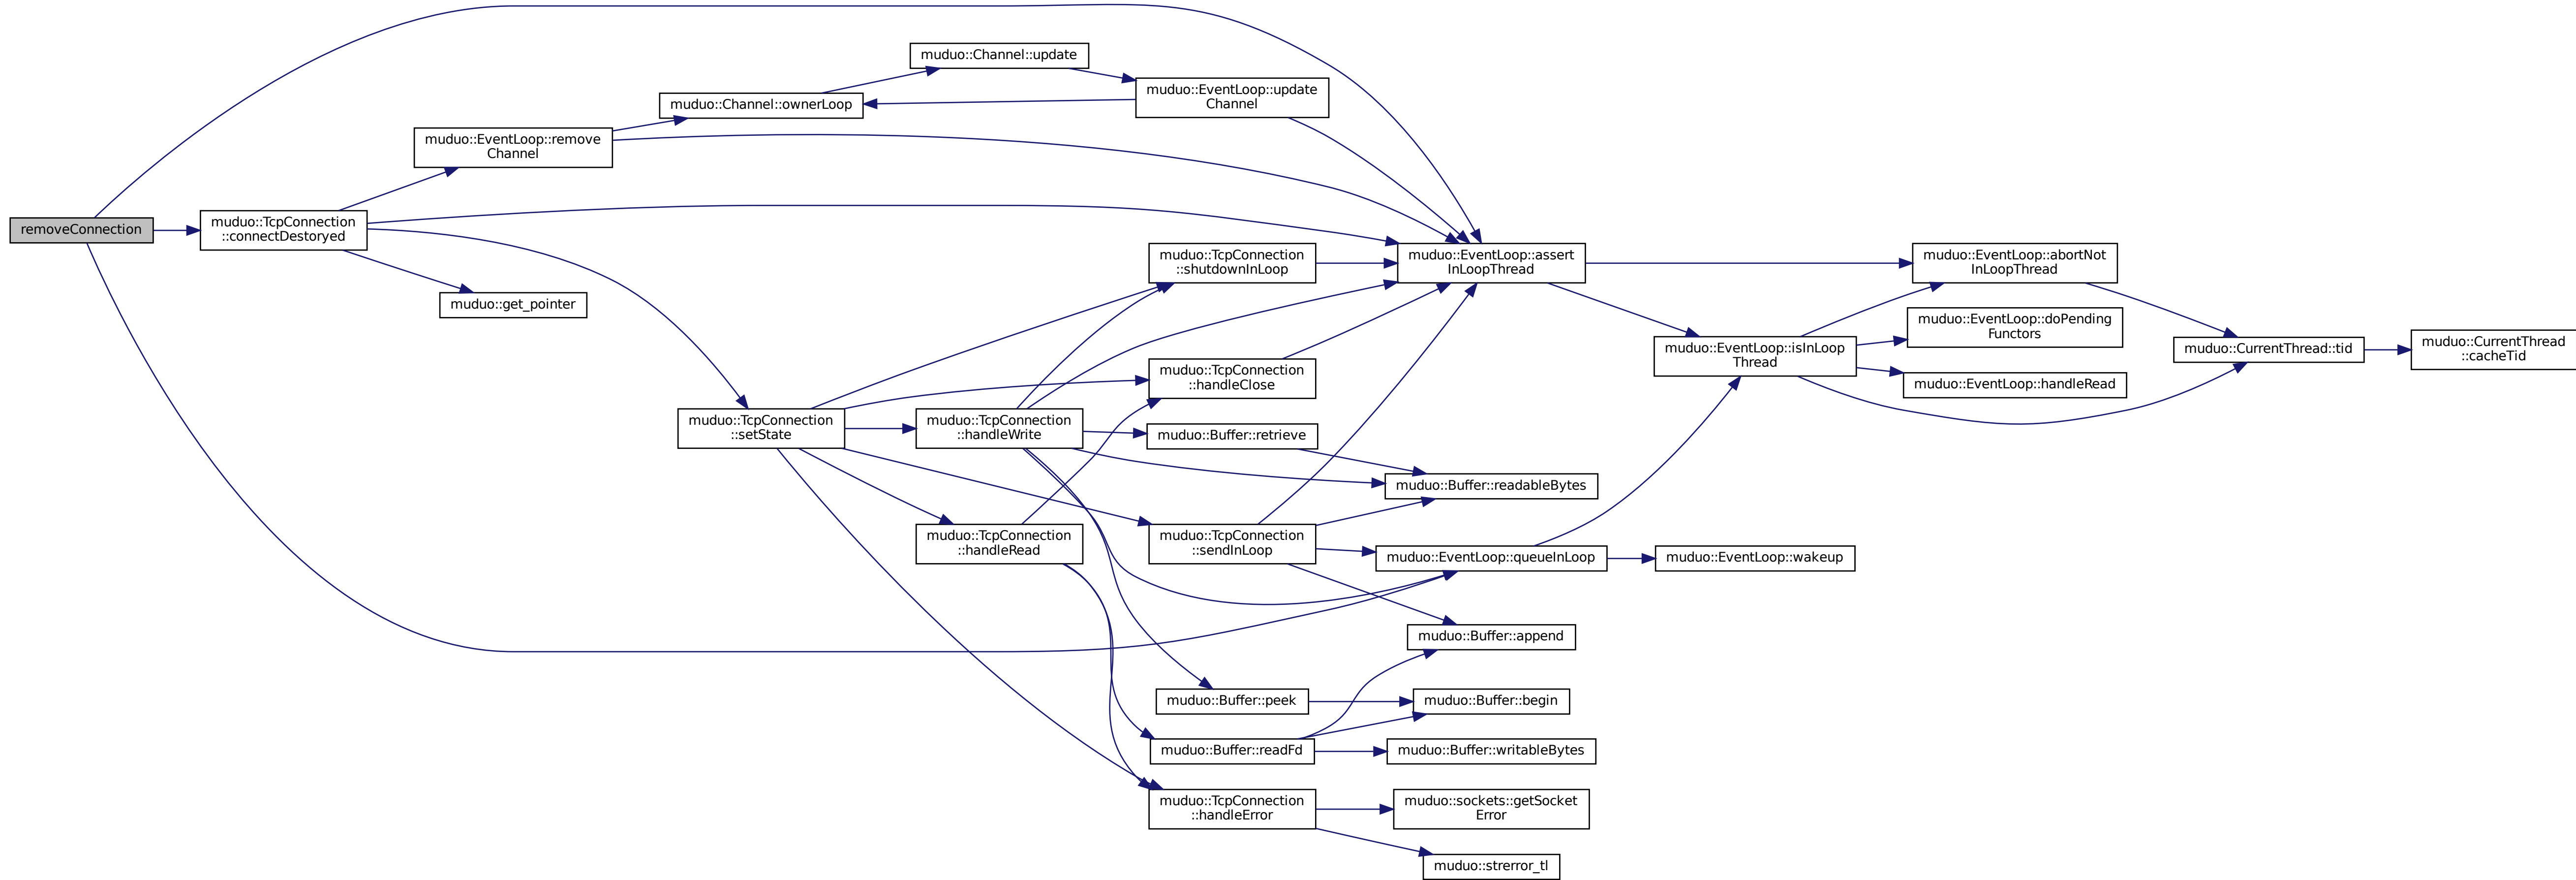 removeConnection
muduo::TcpConnection
::connectDestoryed
muduo::EventLoop::remove
Channel
muduo::get_pointer
muduo::Channel::ownerLoop
muduo::TcpConnection
::setState
muduo::Channel::update
muduo::TcpConnection
::handleWrite
muduo::TcpConnection
::handleRead
muduo::EventLoop::update
Channel
muduo::TcpConnection
::shutdownInLoop
muduo::TcpConnection
::handleClose
muduo::Buffer::retrieve
muduo::TcpConnection
::sendInLoop
muduo::Buffer::peek
muduo::Buffer::readFd
muduo::TcpConnection
::handleError
muduo::EventLoop::assert
InLoopThread
muduo::Buffer::readableBytes
muduo::EventLoop::queueInLoop
muduo::Buffer::append
muduo::Buffer::begin
muduo::Buffer::writableBytes
muduo::sockets::getSocket
Error
muduo::strerror_tl
muduo::EventLoop::isInLoop
Thread
muduo::EventLoop::wakeup
muduo::EventLoop::abortNot
InLoopThread
muduo::EventLoop::doPending
Functors
muduo::EventLoop::handleRead
muduo::CurrentThread::tid
muduo::CurrentThread
::cacheTid